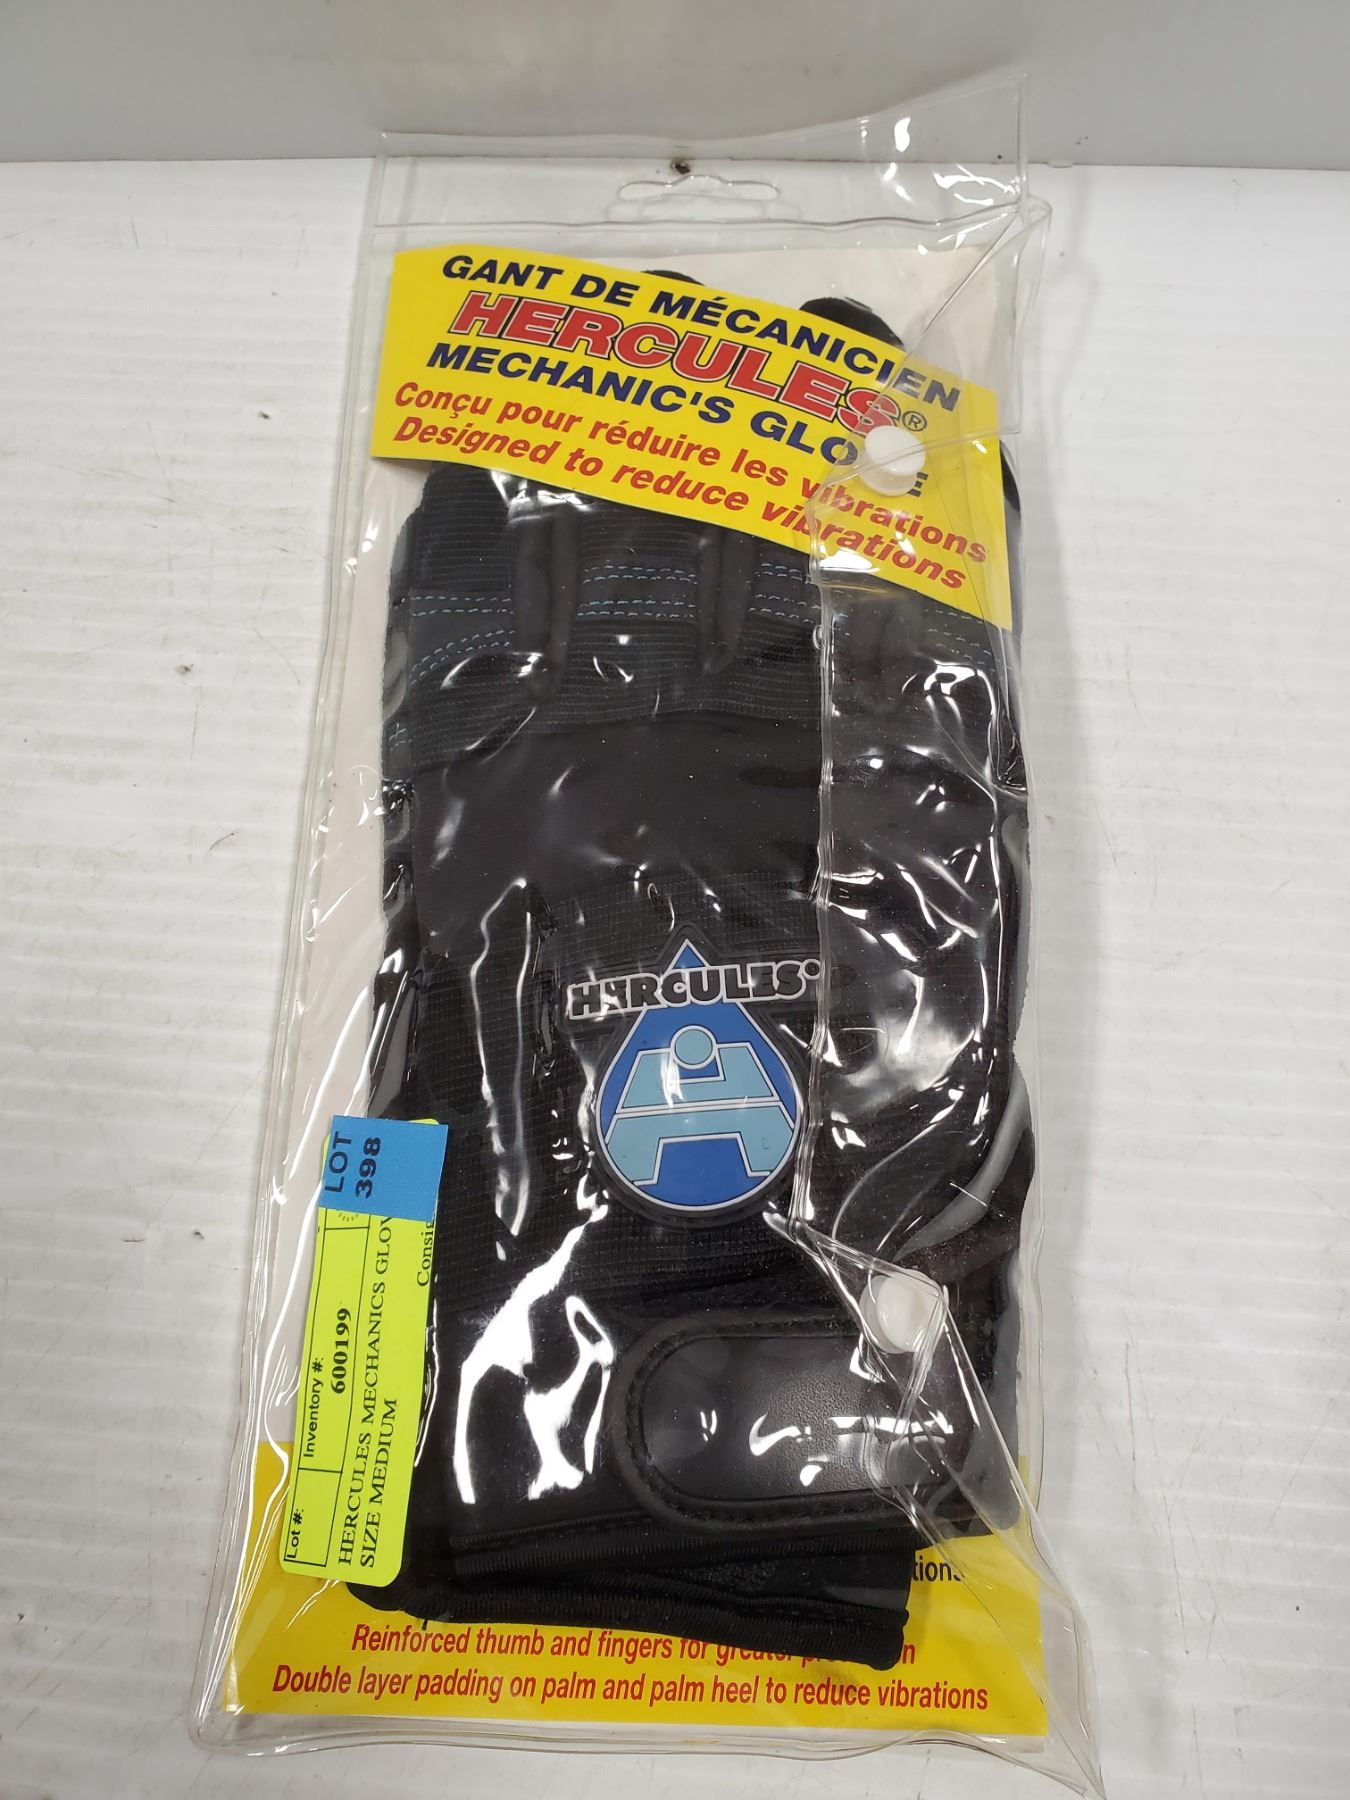 GANT DE MÉCANICIEN
HERCULES®
MECHANIC'S GLO E
Conçu pour réduire les vibrations
Designed to reduce vibrations
HERCULES
LOT
398
Lot #:
Inventory #:
600199
HERCULES MECHANICS GLOV
SIZE MEDIUM
Consig
tions
Reinforced thumb and fingers for greater
Double layer padding on palm and palm heel to reduce vibrations